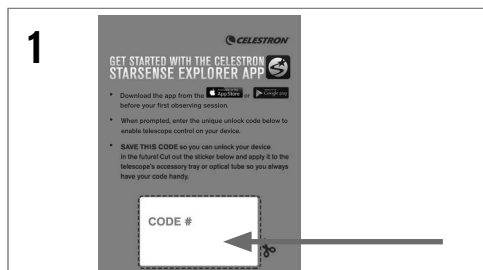 1
CELESTRON
GET STARTED WITH THE CELESTRON
STARSENSE EXPLORER APP
• Download the app from the App Store or Google play
before your first observing session.
• When prompted, enter the unique unlock code below to
enable telescope control on your device.
• SAVE THIS CODE so you can unlock your device
in the future! Cut out the sticker below and apply it to the
telescope's accessory tray or optical tube so you always
have your code handy.
CODE #